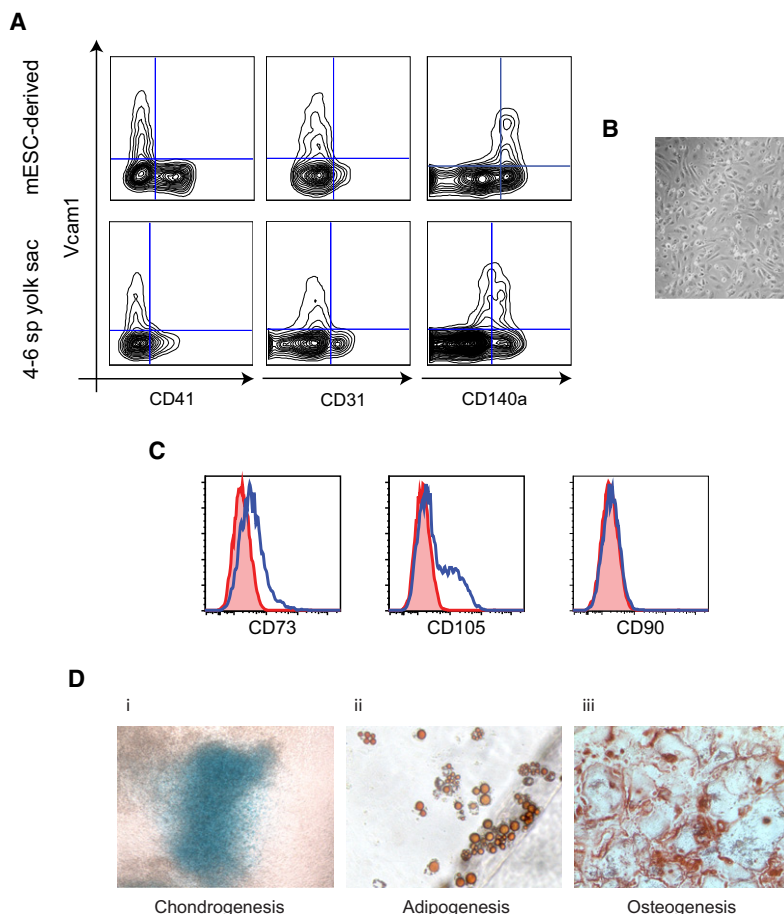 A
mESC-derived
4-6 sp yolk sac
Vcam1
CD41
CD31
CD140a
B
C
CD73
CD105
CD90
D
i
ii
iii
Chondrogenesis
Adipogenesis
Osteogenesis